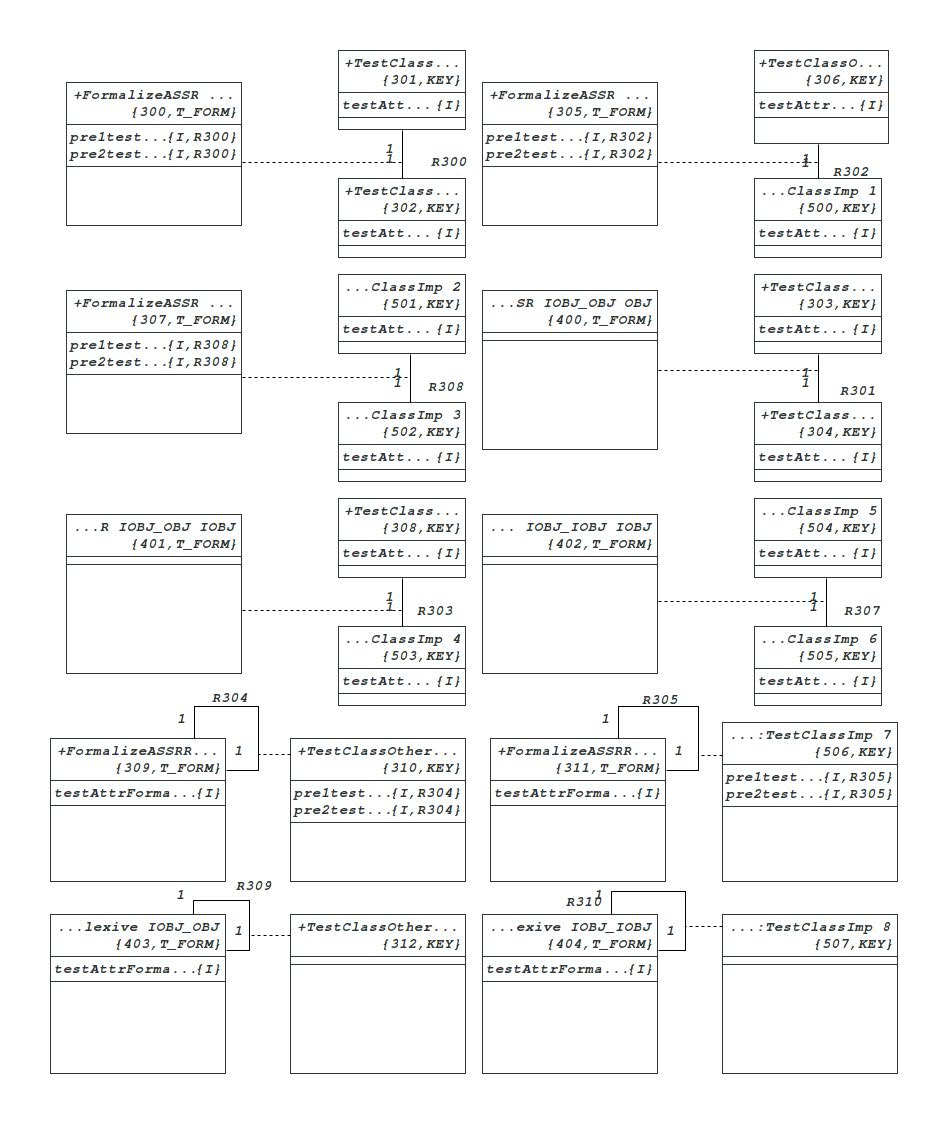 +TestClass...
{301,KEY}
testAtt... {I}
+FormalizeASSR ...
{300,T_FORM}
pre1test...{I,R300}
pre2test...{I,R300}
1
1
R300
+TestClass...
{302,KEY}
testAtt... {I}
+TestClassO...
{306,KEY}
testAttr...{I}
+FormalizeASSR ...
{305,T_FORM}
pre1test...{I,R302}
pre2test...{I,R302}
1
1
R302
...ClassImp 1
{500,KEY}
testAtt... {I}
...ClassImp 2
{501,KEY}
testAtt... {I}
+FormalizeASSR ...
{307,T_FORM}
pre1test...{I,R308}
pre2test...{I,R308}
1
1
R308
...ClassImp 3
{502,KEY}
testAtt... {I}
+TestClass...
{303,KEY}
testAtt... {I}
...SR IOBJ_OBJ OBJ
{400,T_FORM}
1
1
R301
+TestClass...
{304,KEY}
testAtt... {I}
+TestClass...
{308,KEY}
testAtt... {I}
...R IOBJ_OBJ IOBJ
{401,T_FORM}
1
1
R303
...ClassImp 4
{503,KEY}
testAtt... {I}
...ClassImp 5
{504,KEY}
testAtt... {I}
... IOBJ_IOBJ IOBJ
{402,T_FORM}
1
1
R307
...ClassImp 6
{505,KEY}
testAtt... {I}
R304
1
+FormalizeASRR...
{309,T_FORM}
testAttrForma...{I}
1
+TestClassOther...
{310,KEY}
pre1test...{I,R304}
pre2test...{I,R304}
R305
1
+FormalizeASRR...
{311,T_FORM}
testAttrForma...{I}
1
...:TestClassImp 7
{506,KEY}
pre1test...{I,R305}
pre2test...{I,R305}
R309
1
...lexive IOBJ_OBJ
{403,T_FORM}
testAttrForma...{I}
1
+TestClassOther...
{312,KEY}
R310
1
...exive IOBJ_IOBJ
{404,T_FORM}
testAttrForma...{I}
1
...:TestClassImp 8
{507,KEY}